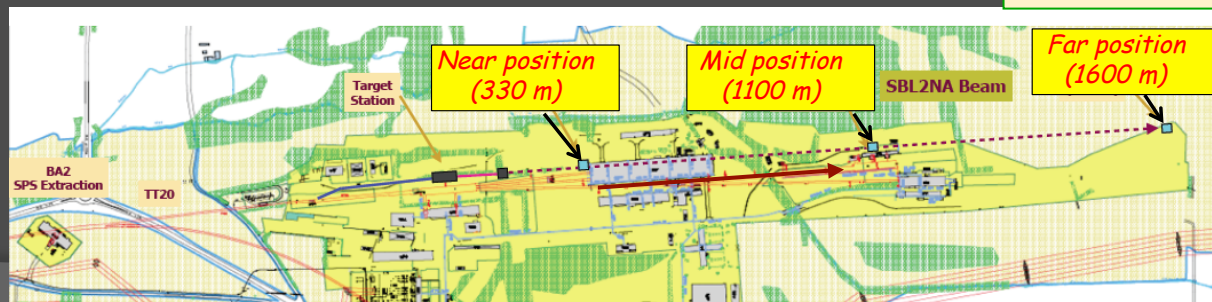 Near position
(330 m)
Mid position
(1100 m)
Far position
(1600 m)
SBL2NA Beam
Target
Station
BA2
SPS Extraction
TT20